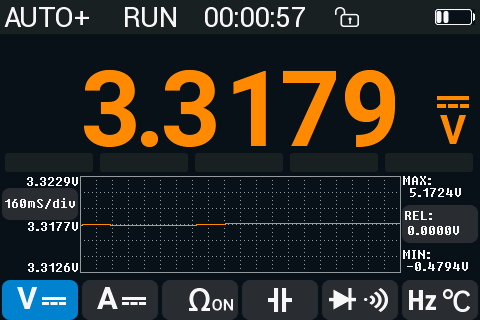 AUTO+ RUN 00:00:57
3.3179
V
3.3229V
160mS/div
3.3177V
3.3126V
MAX:
5.1724V
REL:
0.0000V
MIN:
-0.4794V
V A ΩON Hz °C